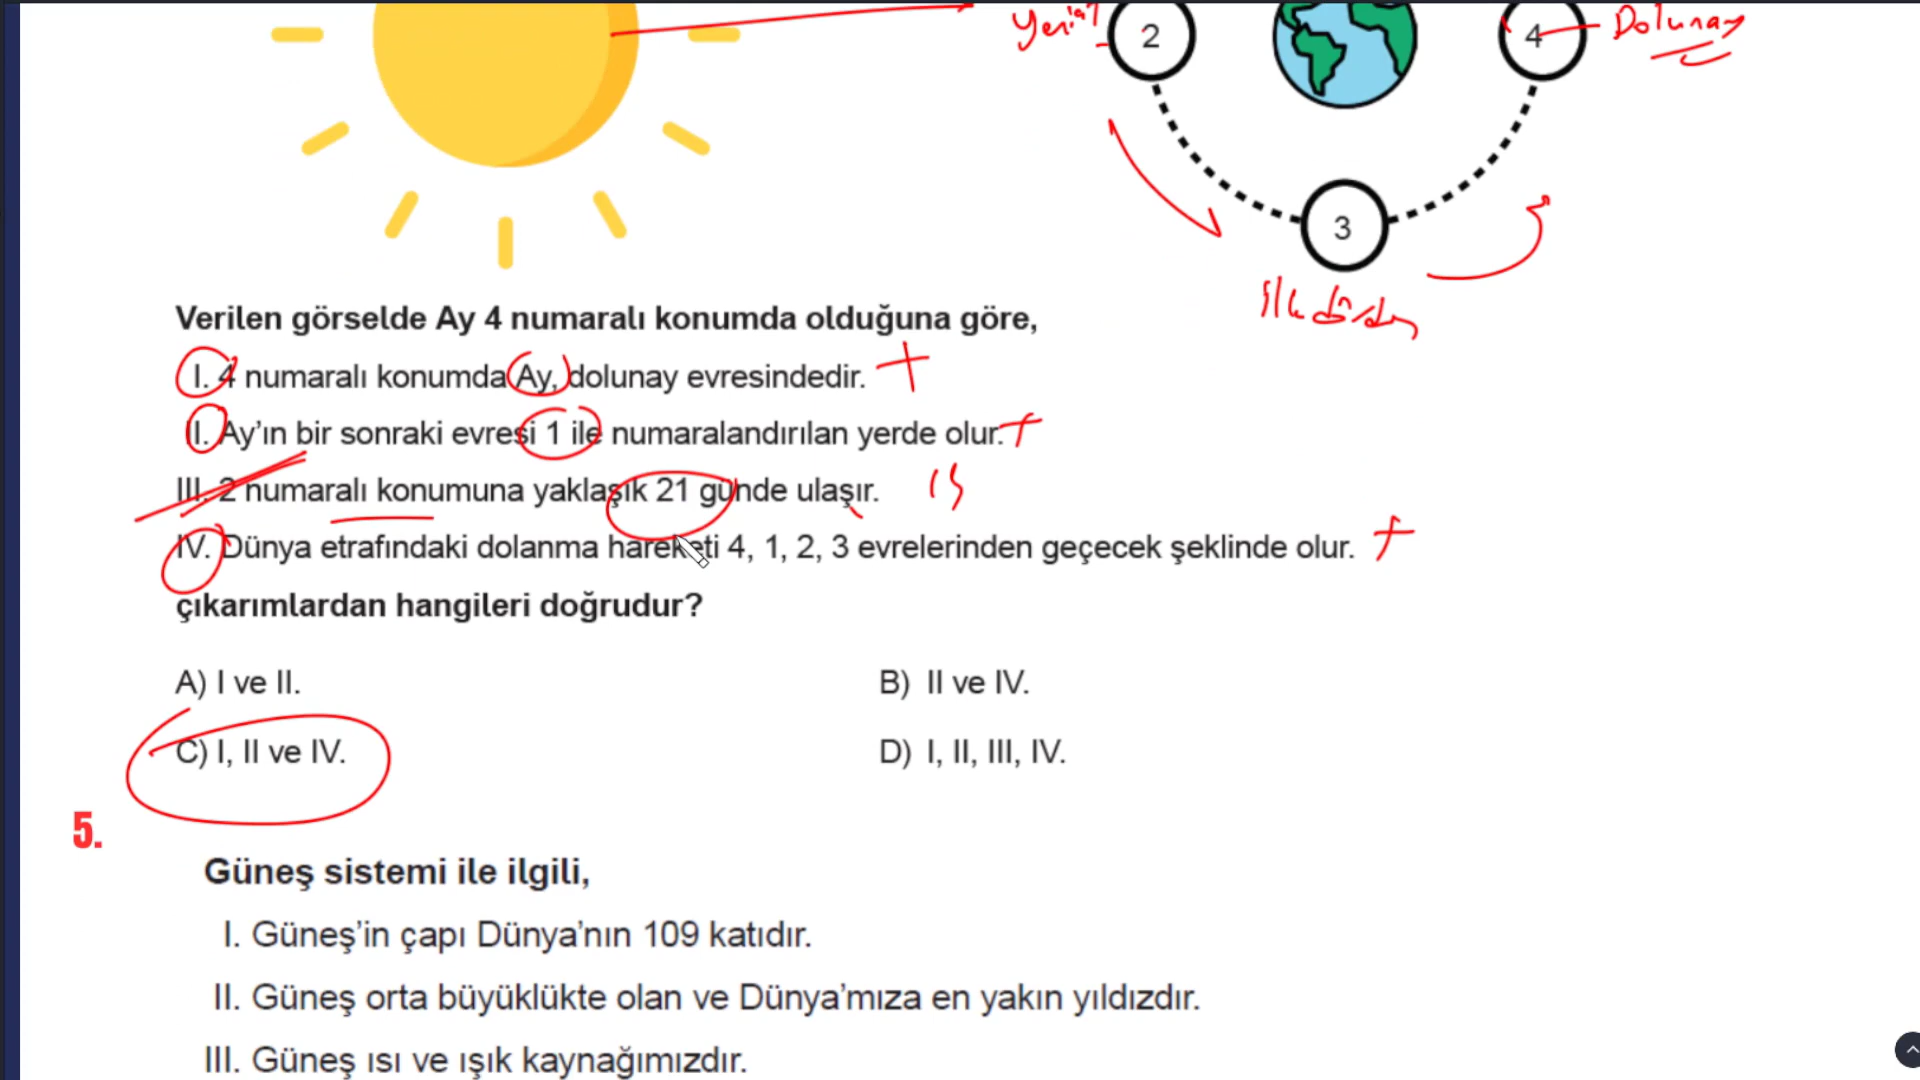 Yeniay
2
4
Dolunay
3
ilk dördün
Verilen görselde Ay 4 numaralı konumda olduğuna göre,
I. 4 numaralı konumda Ay, dolunay evresindedir. +
II. Ay'ın bir sonraki evresi 1 ile numaralandırılan yerde olur. +
III. 2 numaralı konumuna yaklaşık 21 günde ulaşır. 15
IV. Dünya etrafındaki dolanma hareketi 4, 1, 2, 3 evrelerinden geçecek şeklinde olur. +
çıkarımlardan hangileri doğrudur?
A) I ve II.
B) II ve IV.
C) I, II ve IV.
D) I, II, III, IV.
5.
Güneş sistemi ile ilgili,
I. Güneş'in çapı Dünya'nın 109 katıdır.
II. Güneş orta büyüklükte olan ve Dünya'mıza en yakın yıldızdır.
III. Güneş ısı ve ışık kaynağımızdır.